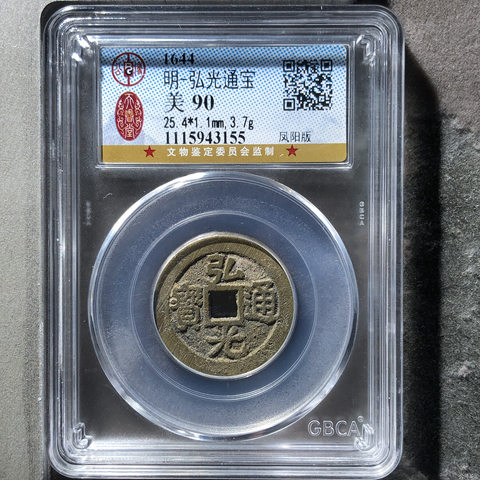 1644
明-弘光通宝
美 90
25.4*1.1mm,3.7g
1115943155
凤阳版
★ 文物鉴定委员会监制 ★
弘
寶 通
光
GBCA